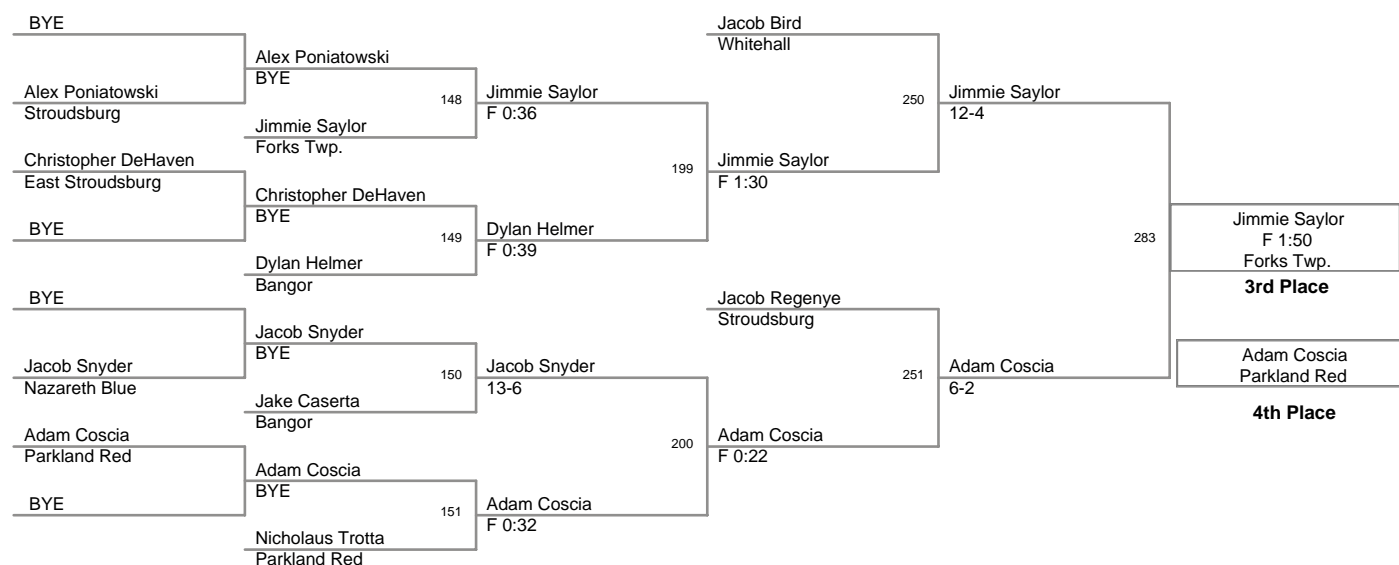 BYE
Alex Poniatowski
Stroudsburg
Christopher DeHaven
East Stroudsburg
BYE
BYE
Jacob Snyder
Nazareth Blue
Adam Coscia
Parkland Red
BYE
Alex Poniatowski
BYE
148
Jimmie Saylor
Forks Twp.
Christopher DeHaven
BYE
149
Dylan Helmer
Bangor
Jacob Snyder
BYE
150
Jake Caserta
Bangor
Adam Coscia
BYE
151
Nicholaus Trotta
Parkland Red
Jimmie Saylor
F 0:36
199
Dylan Helmer
F 0:39
Jacob Snyder
13-6
200
Adam Coscia
F 0:32
Jacob Bird
Whitehall
250
Jimmie Saylor
F 1:30
Jacob Regenye
Stroudsburg
251
Adam Coscia
F 0:22
Jimmie Saylor
12-4
283
Adam Coscia
6-2
Jimmie Saylor
F 1:50
Forks Twp.
3rd Place
Adam Coscia
Parkland Red
4th Place